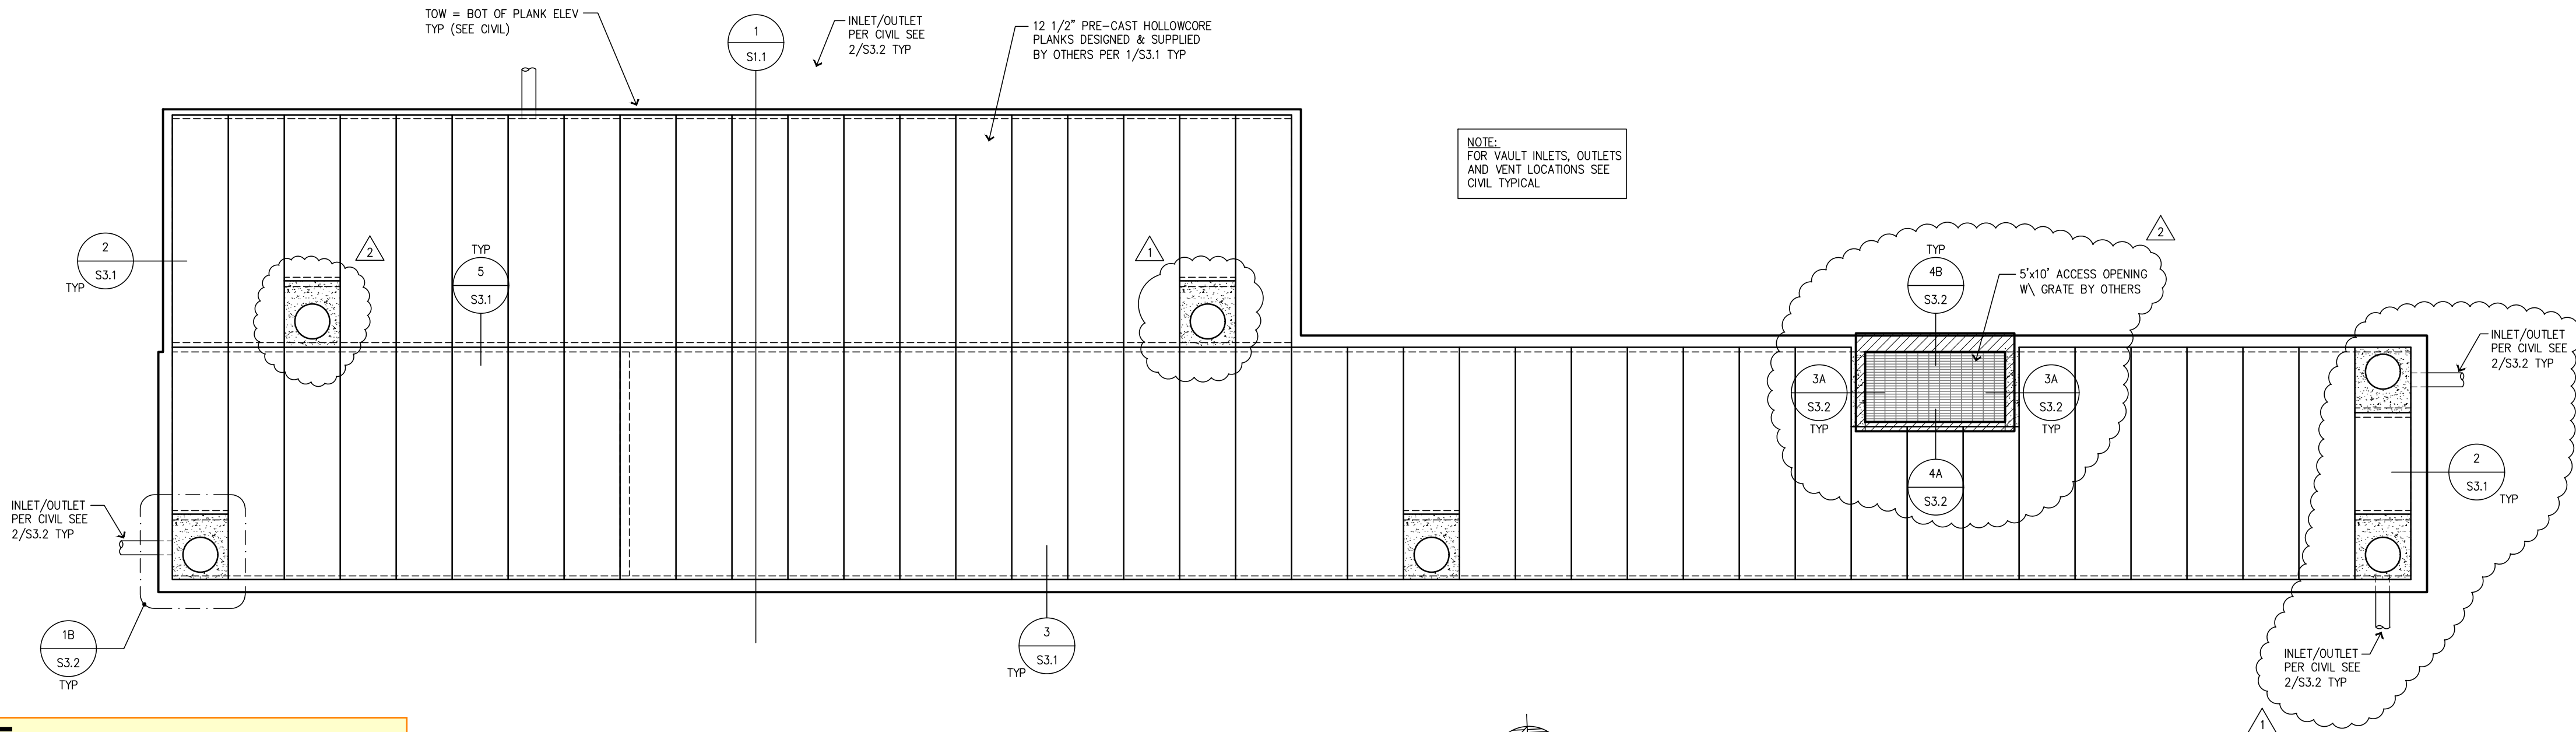 TOW = BOT OF PLANK ELEV
TYP (SEE CIVIL)
1
S1.1
INLET/OUTLET
PER CIVIL SEE
2/S3.2 TYP
12 1/2" PRE-CAST HOLLOWCORE
PLANKS DESIGNED & SUPPLIED
BY OTHERS PER 1/S3.1 TYP
NOTE:
FOR VAULT INLETS, OUTLETS
AND VENT LOCATIONS SEE
CIVIL TYPICAL
2
S3.1
TYP
2
TYP
5
S3.1
1
2
TYP
4B
S3.2
5'x10' ACCESS OPENING
W\ GRATE BY OTHERS
3A
S3.2
TYP
3A
S3.2
TYP
4A
S3.2
INLET/OUTLET
PER CIVIL SEE
2/S3.2 TYP
2
S3.1
TYP
INLET/OUTLET
PER CIVIL SEE
2/S3.2 TYP
1B
S3.2
TYP
3
S3.1
TYP
INLET/OUTLET
PER CIVIL SEE
2/S3.2 TYP
1